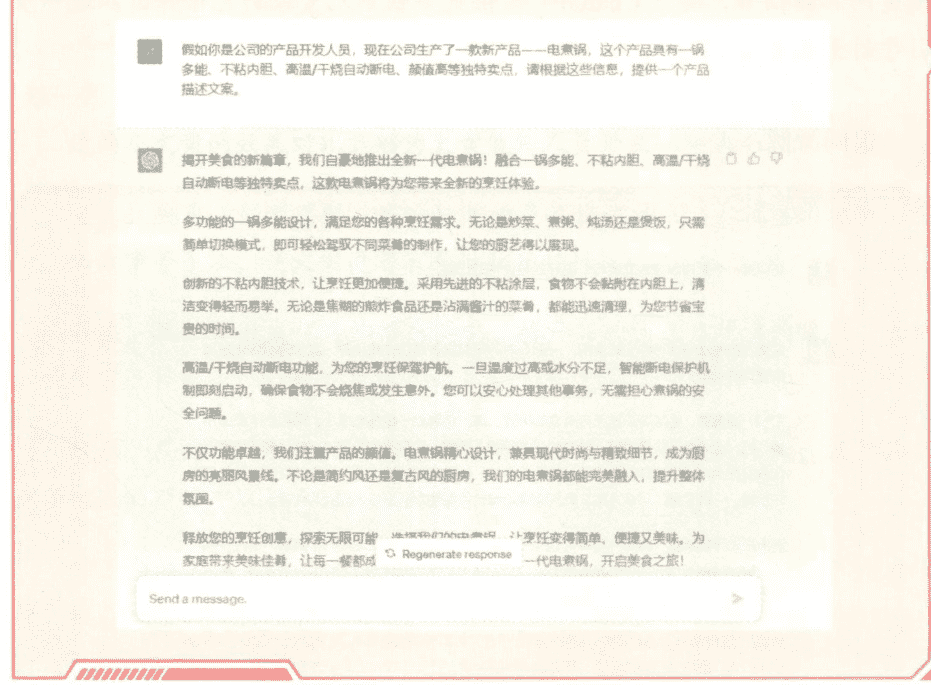 假如你是公司的产品开发人员，现在公司生产了一款新产品——电煮锅，这个产品具有一锅
多能、不粘内胆、高温/干烧自动断电、颜值高等独特卖点，请根据这些信息，提供一个产品
描述文案。
揭开美食的新篇章，我们自豪地推出全新一代电煮锅！融合一锅多能、不粘内胆、高温/干烧
自动断电等独特卖点，这款电煮锅将为您带来全新的烹饪体验。
多功能的一锅多能设计，满足您的各种烹饪需求。无论是炒菜、煮粥、炖汤还是煲饭，只需
简单切换模式，即可轻松驾驭不同菜肴的制作，让您的厨艺得以展现。
创新的不粘内胆技术，让烹饪更加便捷。采用先进的不粘涂层，食物不会黏附在内胆上，清
洁变得轻而易举。无论是焦糊的煎炸食品还是沾满酱汁的菜肴，都能迅速清理，为您节省宝
贵的时间。
高温/干烧自动断电功能，为您的烹饪保驾护航。一旦温度过高或水分不足，智能断电保护机
制即刻启动，确保食物不会烧焦或发生意外。您可以安心处理其他事务，无需担心煮锅的安
全问题。
不仅功能卓越，我们注重产品的颜值。电煮锅精心设计，兼具现代时尚与精致细节，成为厨
房的亮丽风景线。不论是简约风还是复古风的厨房，我们的电煮锅都能完美融入，提升整体
氛围。
释放您的烹饪创意，探索无限可能 选择我们的电煮锅 让烹饪变得简单、便捷又美味。为
家庭带来美味佳肴，让每一餐都成 Regenerate response 一代电煮锅，开启美食之旅！
Send a message.